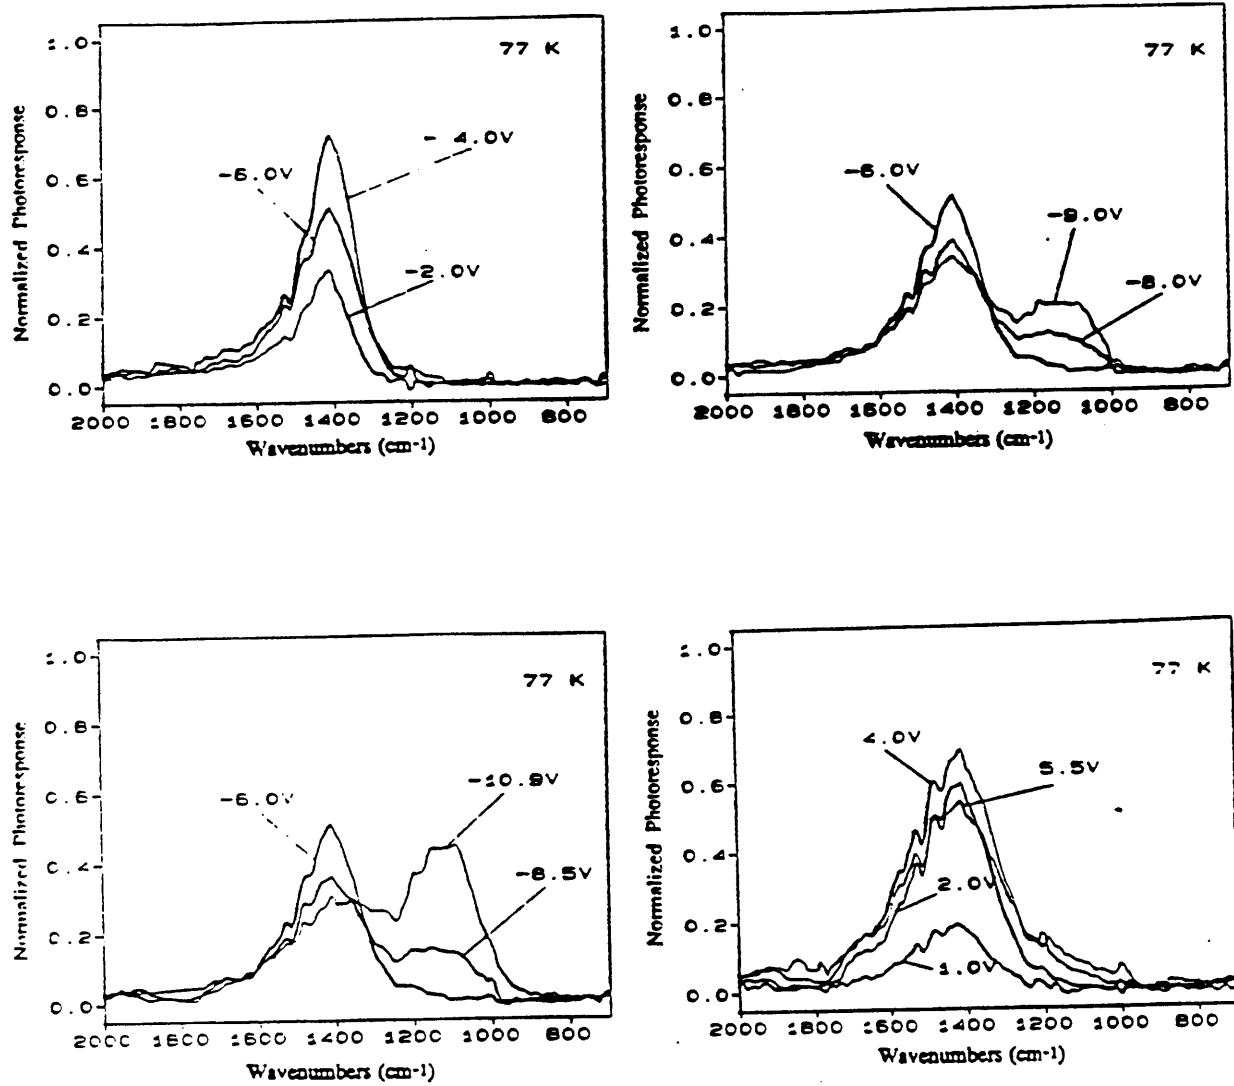 77 K
1.0
0.8
0.6
0.4
0.2
0.0
- 4.0V
-6.0V
-2.0V
Normalized Photoresponse
2000 1800 1600 1400 1200 1000 800
Wavenumbers (cm-1)
77 K
1.0
0.8
0.6
0.4
0.2
0.0
-6.0V
-9.0V
-8.0V
Normalized Photoresponse
2000 1800 1600 1400 1200 1000 800
Wavenumbers (cm-1)
77 K
1.0
0.8
0.6
0.4
0.2
0.0
-10.9V
-6.0V
-8.5V
Normalized Photoresponse
2000 1800 1600 1400 1200 1000 800
Wavenumbers (cm-1)
77 K
1.0
0.8
0.6
0.4
0.2
0.0
4.0V
5.5V
2.0V
1.0V
Normalized Photoresponse
2000 1800 1600 1400 1200 1000 800
Wavenumbers (cm-1)